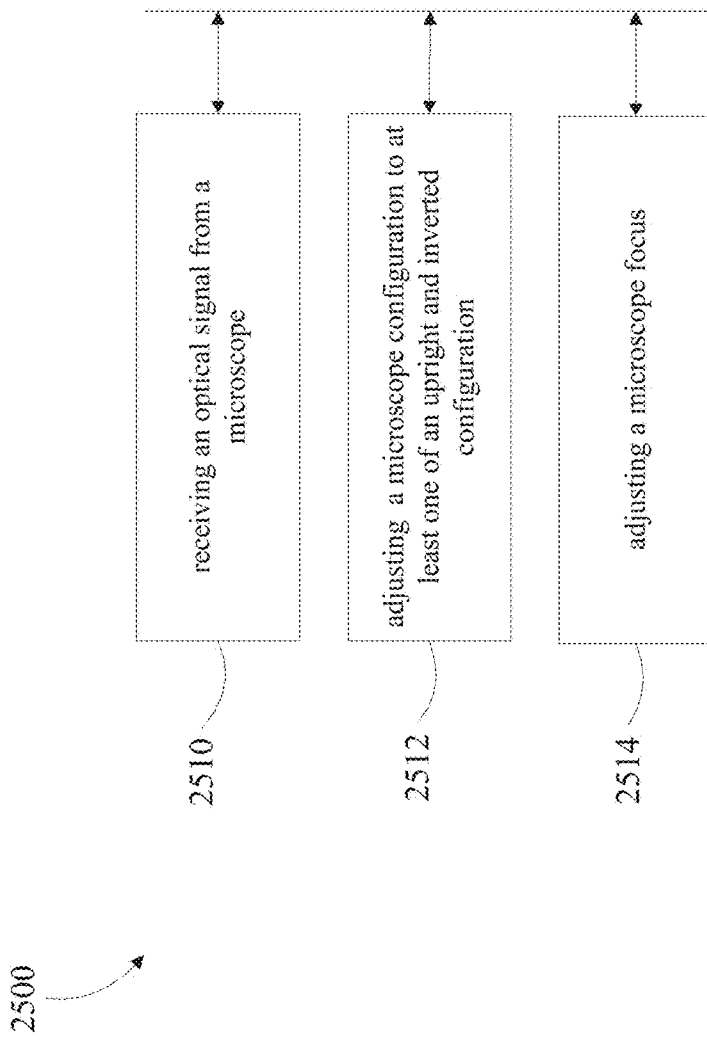 2500
2510
receiving an optical signal from a
microscope
2512
adjusting a microscope configuration to at
least one of an upright and inverted
configuration
2514
adjusting a microscope focus